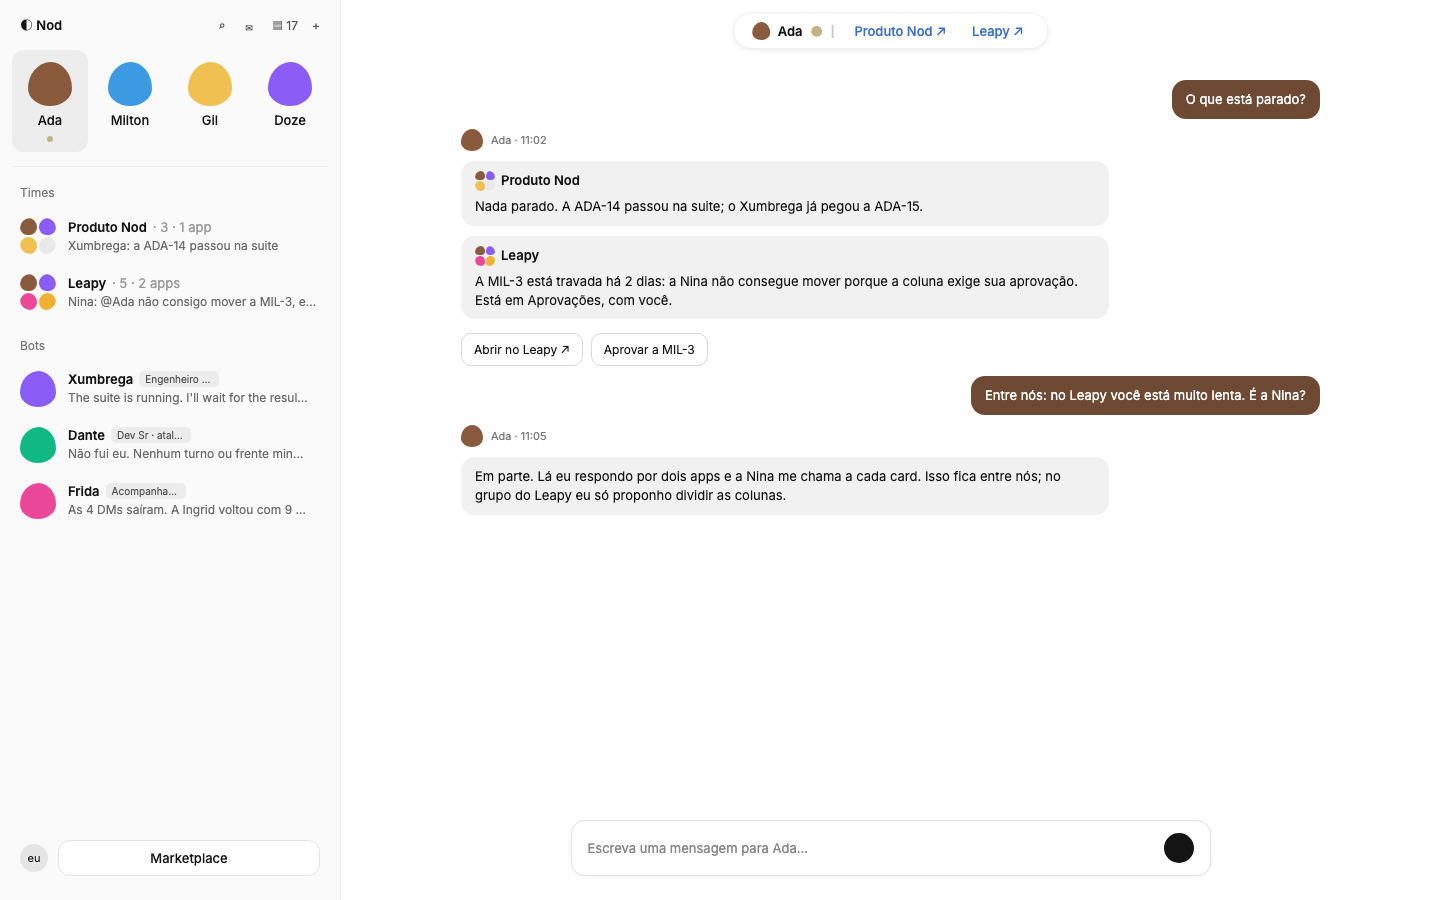 Nod
17
+
Ada
Milton
Gil
Doze
Times
Produto Nod · 3 · 1 app
Xumbrega: a ADA-14 passou na suite
Leapy · 5 · 2 apps
Nina: @Ada não consigo mover a MIL-3, e...
Bots
Xumbrega Engenheiro ...
The suite is running. I'll wait for the resul...
Dante Dev Sr · atal...
Não fui eu. Nenhum turno ou frente min...
Frida Acompanha...
As 4 DMs saíram. A Ingrid voltou com 9 ...
eu
Marketplace
Ada | Produto Nod ↗ Leapy ↗
O que está parado?
Ada · 11:02
Produto Nod
Nada parado. A ADA-14 passou na suite; o Xumbrega já pegou a ADA-15.
Leapy
A MIL-3 está travada há 2 dias: a Nina não consegue mover porque a coluna exige sua aprovação.
Está em Aprovações, com você.
Abrir no Leapy ↗
Aprovar a MIL-3
Entre nós: no Leapy você está muito lenta. É a Nina?
Ada · 11:05
Em parte. Lá eu respondo por dois apps e a Nina me chama a cada card. Isso fica entre nós; no
grupo do Leapy eu só proponho dividir as colunas.
Escreva uma mensagem para Ada...